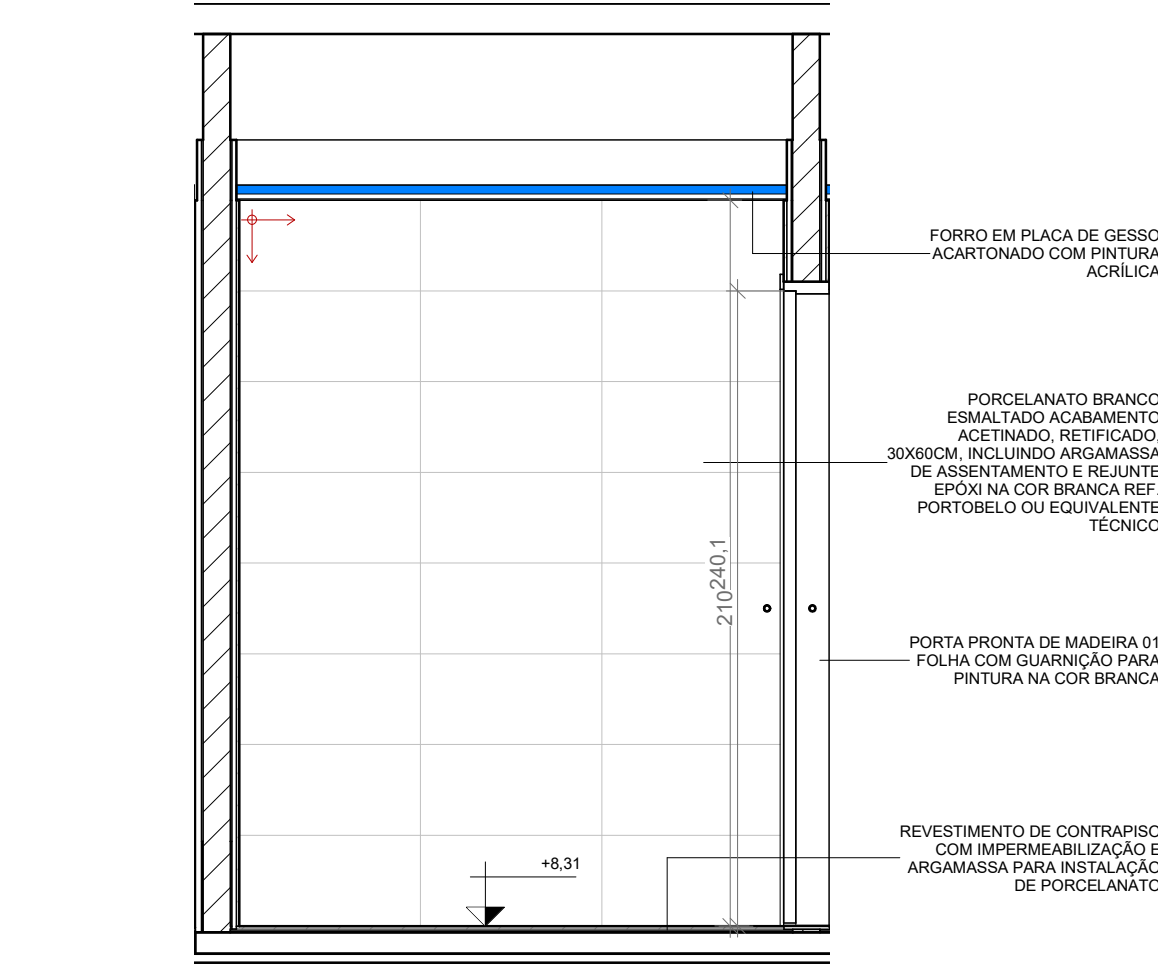 FORRO EM PLACA DE GESSO
ACARTONADO COM PINTURA
ACRÍLICA
PORCELANATO BRANCO
ESMALTADO ACABAMENTO
ACETINADO, RETIFICADO,
30X60CM, INCLUINDO ARGAMASSA
DE ASSENTAMENTO E REJUNTE
EPÓXI NA COR BRANCA REF.
PORTOBELO OU EQUIVALENTE
TÉCNICO
240,1
210
PORTA PRONTA DE MADEIRA 01
FOLHA COM GUARNIÇÃO PARA
PINTURA NA COR BRANCA
REVESTIMENTO DE CONTRAPISO
COM IMPERMEABILIZAÇÃO E
ARGAMASSA PARA INSTALAÇÃO
DE PORCELANATO
+8,31